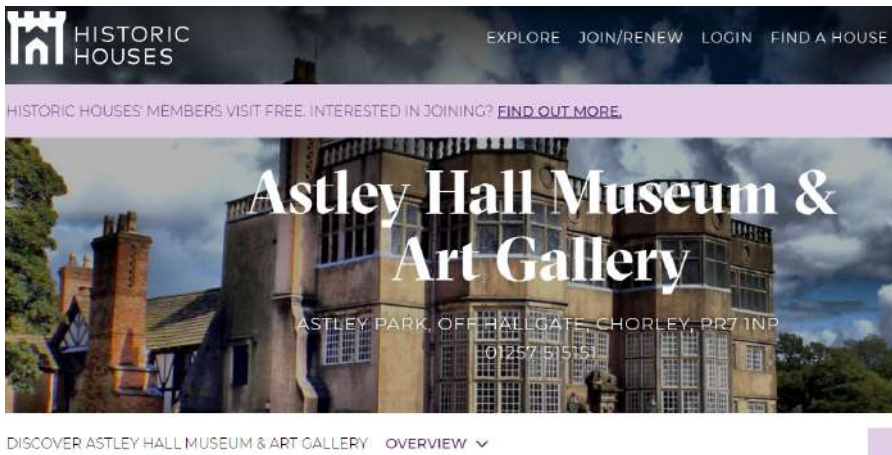 HISTORIC
HOUSES
EXPLORE JOIN/RENEW LOGIN FIND A HOUSE
HISTORIC HOUSES' MEMBERS VISIT FREE. INTERESTED IN JOINING? FIND OUT MORE.
Astley Hall Museum &
Art Gallery
ASTLEY PARK, OFF HALLGATE, CHORLEY, PR7 1NP
01257 515151
DISCOVER ASTLEY HALL MUSEUM & ART GALLERY OVERVIEW